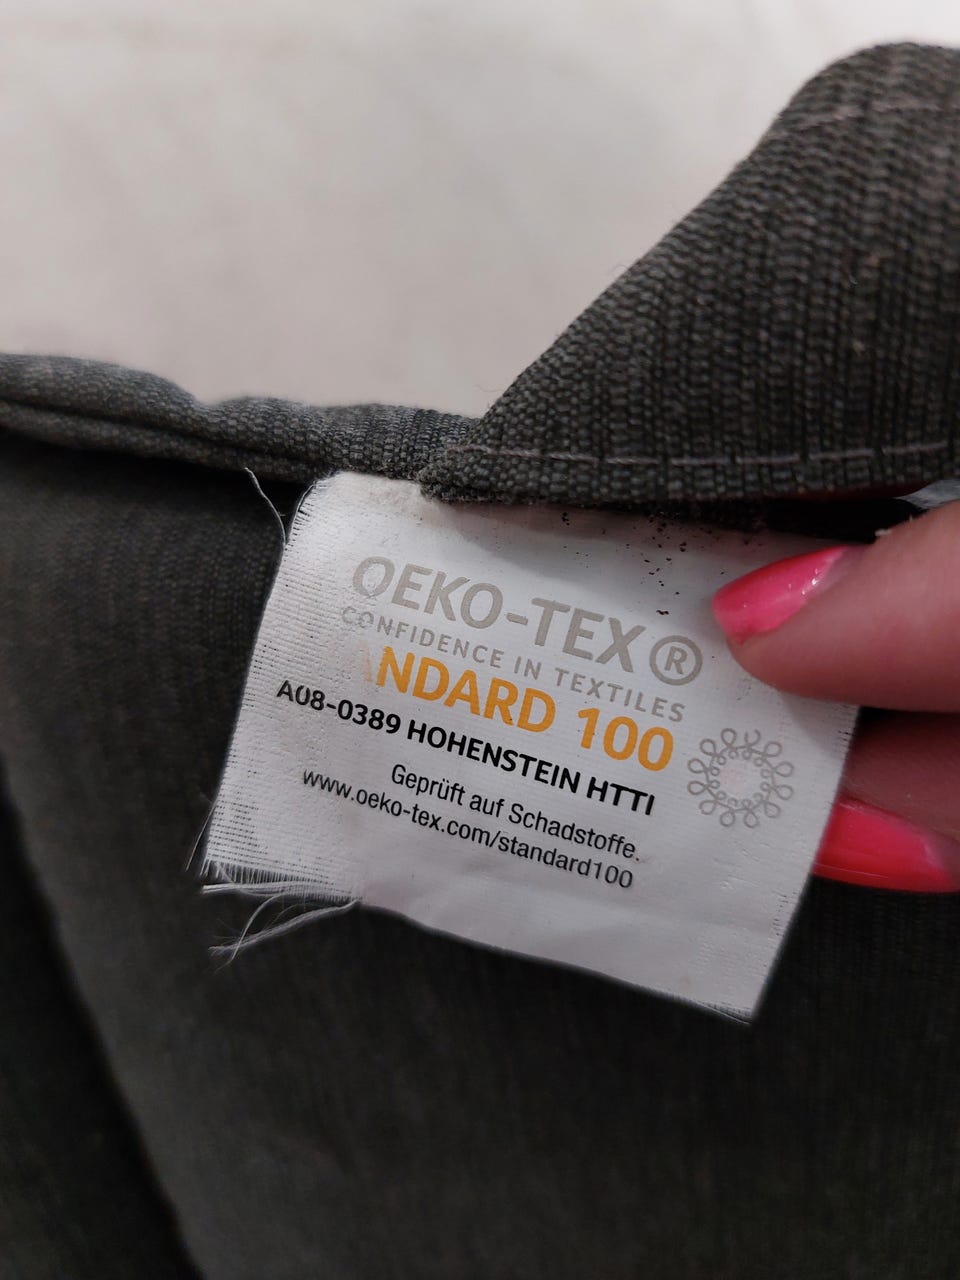 OEKO-TEX®
CONFIDENCE IN TEXTILES
NDARD 100
A08-0389 HOHENSTEIN HTTI
Geprüft auf Schadstoffe.
www.oeko-tex.com/standard100